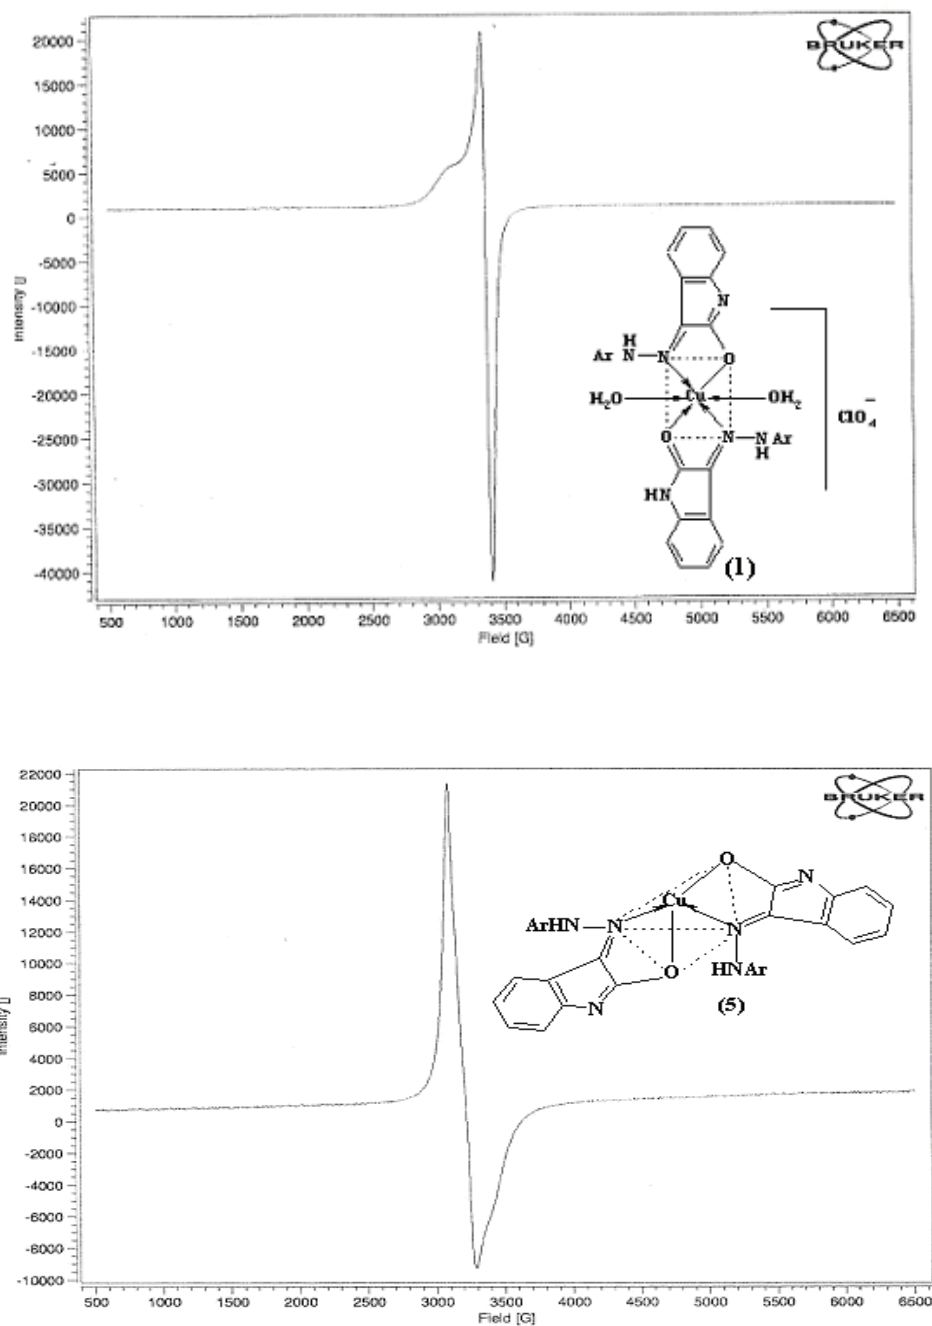 BRUKER
20000
15000
10000
5000
0
-5000
-10000
-15000
-20000
-25000
-30000
-35000
-40000
Intensity []
500 1000 1500 2000 2500 3000 3500 4000 4500 5000 5500 6000 6500
Field [G]
N
H
Ar N N O
H₂O Cu OH₂
ClO₄⁻
O N N Ar
H
HN
(1)
BRUKER
22000
20000
18000
16000
14000
12000
10000
8000
6000
4000
2000
0
-2000
-4000
-6000
-8000
-10000
Intensity []
500 1000 1500 2000 2500 3000 3500 4000 4500 5000 5500 6000 6500
Field [G]
O N
Cu
ArHN N N
O HNAr
N
(5)